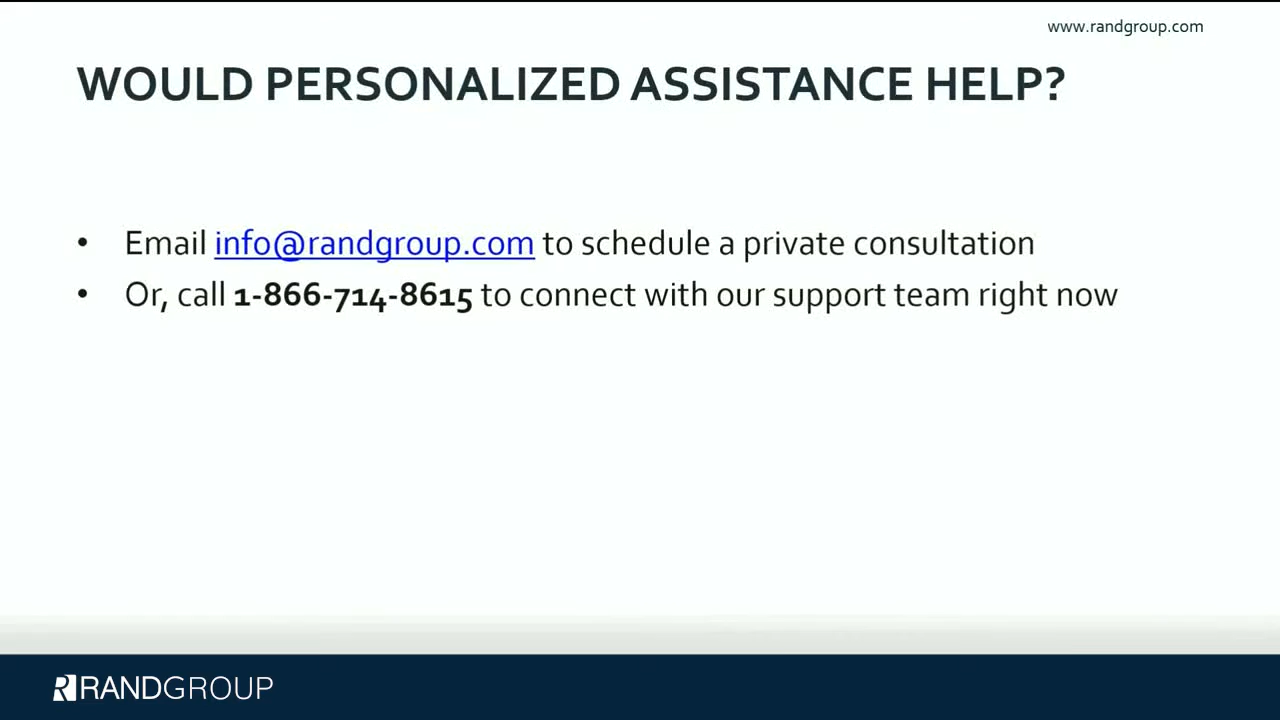 www.randgroup.com
WOULD PERSONALIZED ASSISTANCE HELP?
• Email info@randgroup.com to schedule a private consultation
• Or, call 1-866-714-8615 to connect with our support team right now
RANDGROUP